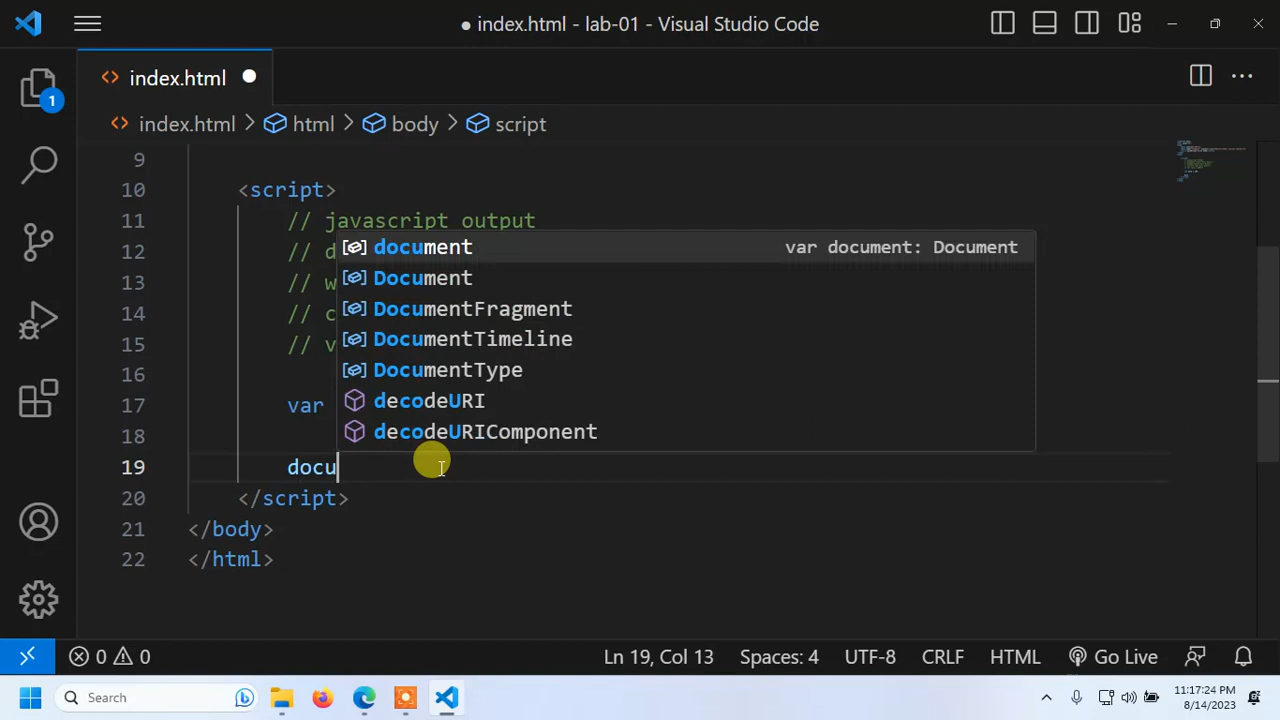 index.html - lab-01 - Visual Studio Code
index.html
index.html > html > body > script
1
9
10 <script>
11 // javascript output
12 // d
13 // w
14 // c
15 // v
16
17 var
18
19 docu
20 </script>
21 </body>
22 </html>
document var document: Document
Document
DocumentFragment
DocumentTimeline
DocumentType
decodeURI
decodeURIComponent
0 0 Ln 19, Col 13 Spaces: 4 UTF-8 CRLF HTML Go Live
Search 11:17:24 PM
8/14/2023